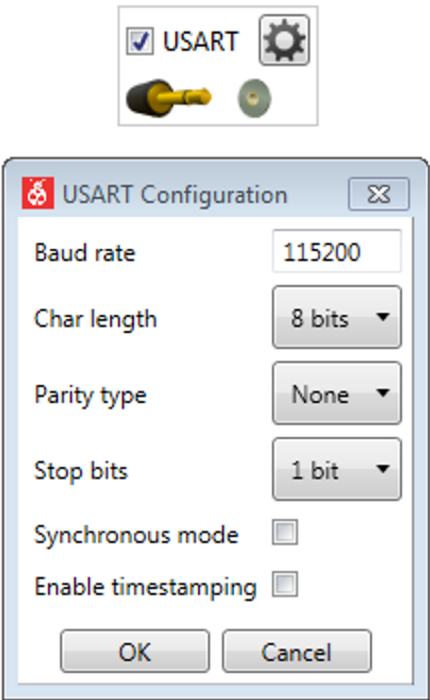 USART
USART Configuration
Baud rate 115200
Char length 8 bits
Parity type None
Stop bits 1 bit
Synchronous mode
Enable timestamping
OK Cancel